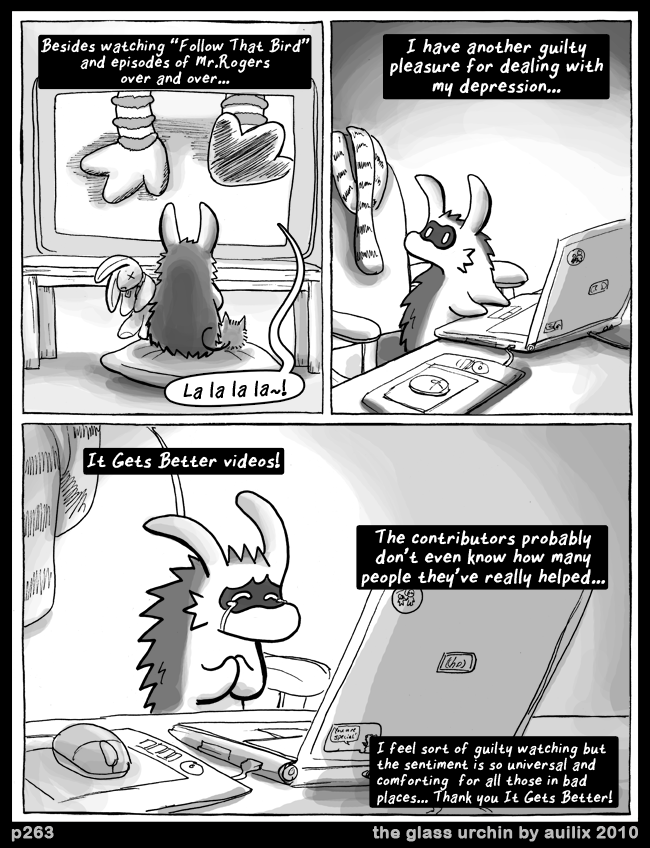 Besides watching "Follow That Bird"
and episodes of Mr.Rogers
over and over...
La la la la~!
I have another guilty
pleasure for dealing with
my depression...
It Gets Better videos!
The contributors probably
don't even know how many
people they've really helped...
You are
special
I feel sort of guilty watching but
the sentiment is so universal and
comforting for all those in bad
places... Thank you It Gets Better!
p263
the glass urchin by auilix 2010